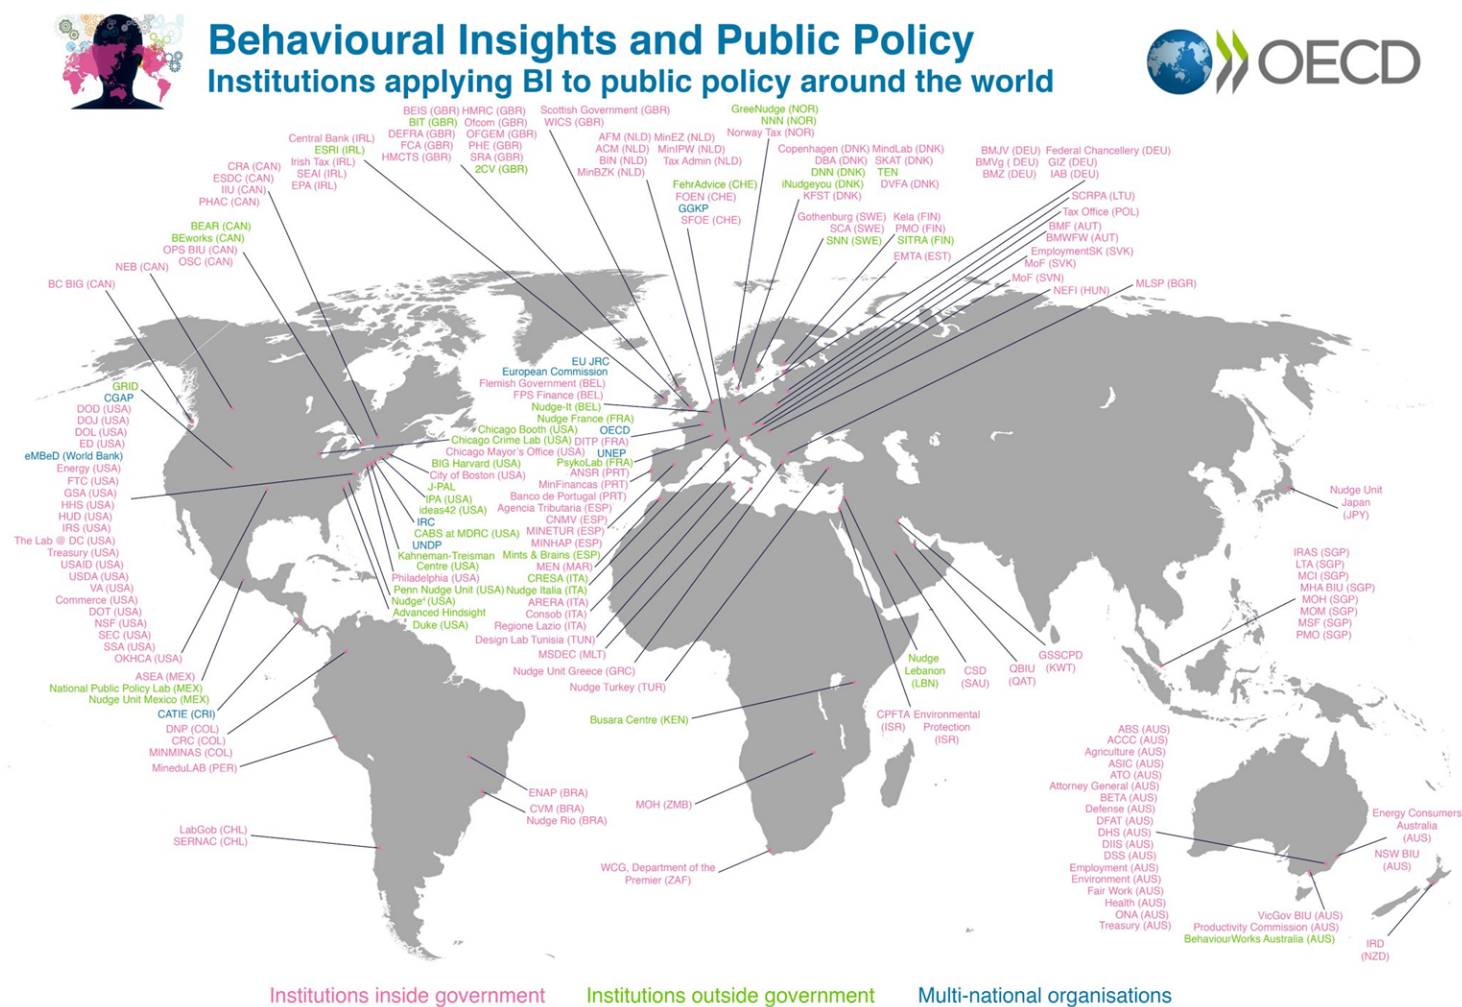 Behavioural Insights and Public Policy
Institutions applying BI to public policy around the world
OECD
BEIS (GBR) HMRC (GBR)
BIT (GBR) Ofcom (GBR)
DEFRA (GBR) OFGEM (GBR)
FCA (GBR) PHE (GBR)
HMCTS (GBR) SRA (GBR)
2CV (GBR)
Scottish Government (GBR)
WICS (GBR)
Central Bank (IRL)
ESRI (IRL)
Irish Tax (IRL)
SEAI (IRL)
EPA (IRL)
AFM (NLD) MinEZ (NLD)
ACM (NLD) MinIPW (NLD)
BIN (NLD) Tax Admin (NLD)
MinBZK (NLD)
GreeNudge (NOR)
NNN (NOR)
Norway Tax (NOR)
Copenhagen (DNK) MindLab (DNK)
DBA (DNK) SKAT (DNK)
DNN (DNK) TEN
iNudgeyou (DNK) DVFA (DNK)
KFST (DNK)
BMJV (DEU) Federal Chancellery (DEU)
BMVg ( DEU) GIZ (DEU)
BMZ (DEU) IAB (DEU)
CRA (CAN)
ESDC (CAN)
IIU (CAN)
PHAC (CAN)
FehrAdvice (CHE)
FOEN (CHE)
GGKP
SFOE (CHE)
SCRPA (LTU)
Tax Office (POL)
BMF (AUT)
BMWFW (AUT)
EmploymentSK (SVK)
MoF (SVK)
MoF (SVN)
NEFI (HUN)
MLSP (BGR)
Gothenburg (SWE) Kela (FIN)
SCA (SWE) PMO (FIN)
SNN (SWE) SITRA (FIN)
EMTA (EST)
BEAR (CAN)
BEworks (CAN)
OPS BIU (CAN)
OSC (CAN)
NEB (CAN)
BC BIG (CAN)
EU JRC
European Commission
Flemish Government (BEL)
FPS Finance (BEL)
Nudge-It (BEL)
Nudge France (FRA)
OECD
DITP (FRA)
UNEP
PsykoLab (FRA)
ANSR (PRT)
MinFinancas (PRT)
Banco de Portugal (PRT)
Agencia Tributaria (ESP)
CNMV (ESP)
MINETUR (ESP)
MINHAP (ESP)
Mints & Brains (ESP)
MEN (MAR)
CRESA (ITA)
Nudge Italia (ITA)
ARERA (ITA)
Consob (ITA)
Regione Lazio (ITA)
Design Lab Tunisia (TUN)
MSDEC (MLT)
Nudge Unit Greece (GRC)
Nudge Turkey (TUR)
Chicago Booth (USA)
Chicago Crime Lab (USA)
Chicago Mayor's Office (USA)
BIG Harvard (USA)
City of Boston (USA)
J-PAL
IPA (USA)
ideas42 (USA)
IRC
CABS at MDRC (USA)
UNDP
Kahneman-Treisman
Centre (USA)
Philadelphia (USA)
Penn Nudge Unit (USA)
Nudge⁴ (USA)
Advanced Hindsight
Duke (USA)
GRID
CGAP
DOD (USA)
DOJ (USA)
DOL (USA)
ED (USA)
eMBeD (World Bank)
Energy (USA)
FTC (USA)
GSA (USA)
HHS (USA)
HUD (USA)
IRS (USA)
The Lab @ DC (USA)
Treasury (USA)
USAID (USA)
USDA (USA)
VA (USA)
Commerce (USA)
DOT (USA)
NSF (USA)
SEC (USA)
SSA (USA)
OKHCA (USA)
ASEA (MEX)
National Public Policy Lab (MEX)
Nudge Unit Mexico (MEX)
CATIE (CRI)
DNP (COL)
CRC (COL)
MINMINAS (COL)
MineduLAB (PER)
LabGob (CHL)
SERNAC (CHL)
ENAP (BRA)
CVM (BRA)
Nudge Rio (BRA)
Busara Centre (KEN)
MOH (ZMB)
WCG, Department of the
Premier (ZAF)
Nudge
Lebanon
(LBN)
CSD
(SAU)
QBIU
(QAT)
GSSCPD
(KWT)
CPFTA
(ISR)
Environmental
Protection
(ISR)
Nudge Unit
Japan
(JPY)
IRAS (SGP)
LTA (SGP)
MCI (SGP)
MHA BIU (SGP)
MOH (SGP)
MOM (SGP)
MSF (SGP)
PMO (SGP)
ABS (AUS)
ACCC (AUS)
Agriculture (AUS)
ASIC (AUS)
ATO (AUS)
Attorney General (AUS)
BETA (AUS)
Defense (AUS)
DFAT (AUS)
DHS (AUS)
DIIS (AUS)
DSS (AUS)
Employment (AUS)
Environment (AUS)
Fair Work (AUS)
Health (AUS)
ONA (AUS)
Treasury (AUS)
Energy Consumers
Australia
(AUS)
NSW BIU
(AUS)
VicGov BIU (AUS)
Productivity Commission (AUS)
BehaviourWorks Australia (AUS)
IRD
(NZD)
Institutions inside government
Institutions outside government
Multi-national organisations